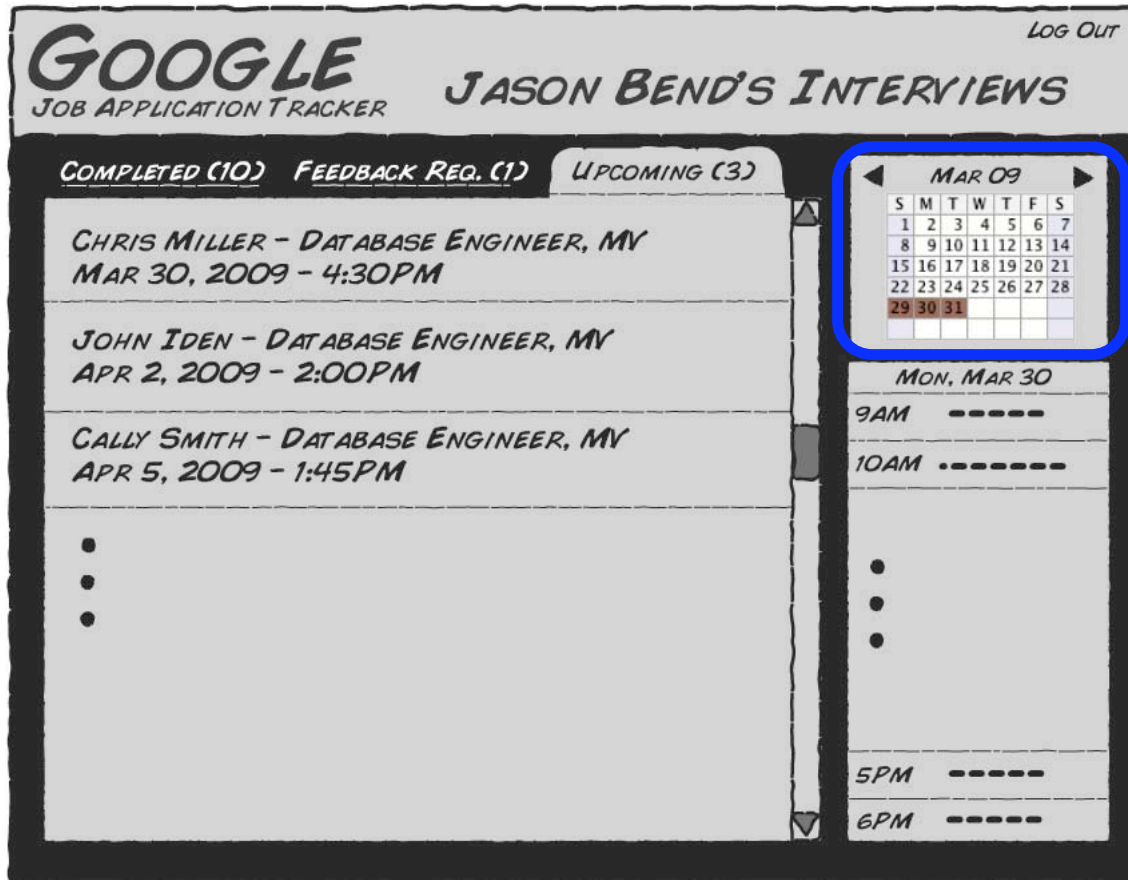 Log Out
GOOGLE
JOB APPLICATION TRACKER
JASON BEND'S INTERVIEWS
COMPLETED (10) FEEDBACK REQ. (1) UPCOMING (3)
CHRIS MILLER - DATABASE ENGINEER, MV
MAR 30, 2009 - 4:30PM
JOHN IDEN - DATABASE ENGINEER, MV
APR 2, 2009 - 2:00PM
CALLY SMITH - DATABASE ENGINEER, MV
APR 5, 2009 - 1:45PM
MAR 09
S M T W T F S
1 2 3 4 5 6 7
8 9 10 11 12 13 14
15 16 17 18 19 20 21
22 23 24 25 26 27 28
29 30 31
MON, MAR 30
9AM
10AM
5PM
6PM